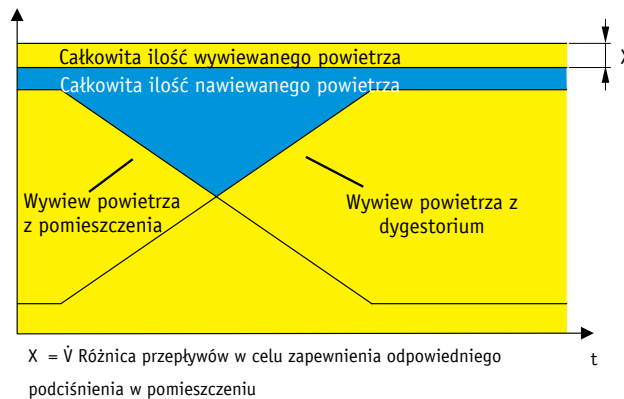 Całkowita ilość wywiewanego powietrza
X
Całkowita ilość nawiewanego powietrza
Wywiew powietrza
z pomieszczenia
Wywiew powietrza z
dygestorium
t
X = V̇ Różnica przepływów w celu zapewnienia odpowiedniego
podciśnienia w pomieszczeniu